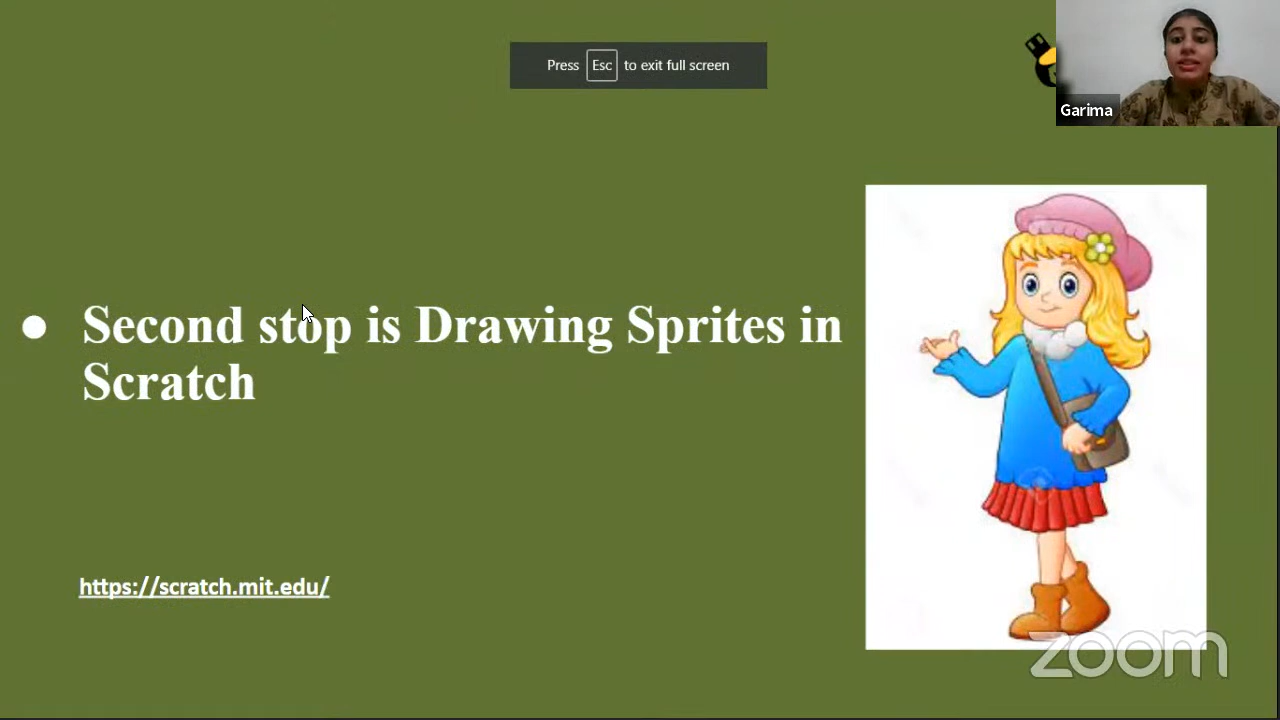 Press Esc to exit full screen
Garima
● Second stop is Drawing Sprites in
Scratch
https://scratch.mit.edu/
zoom